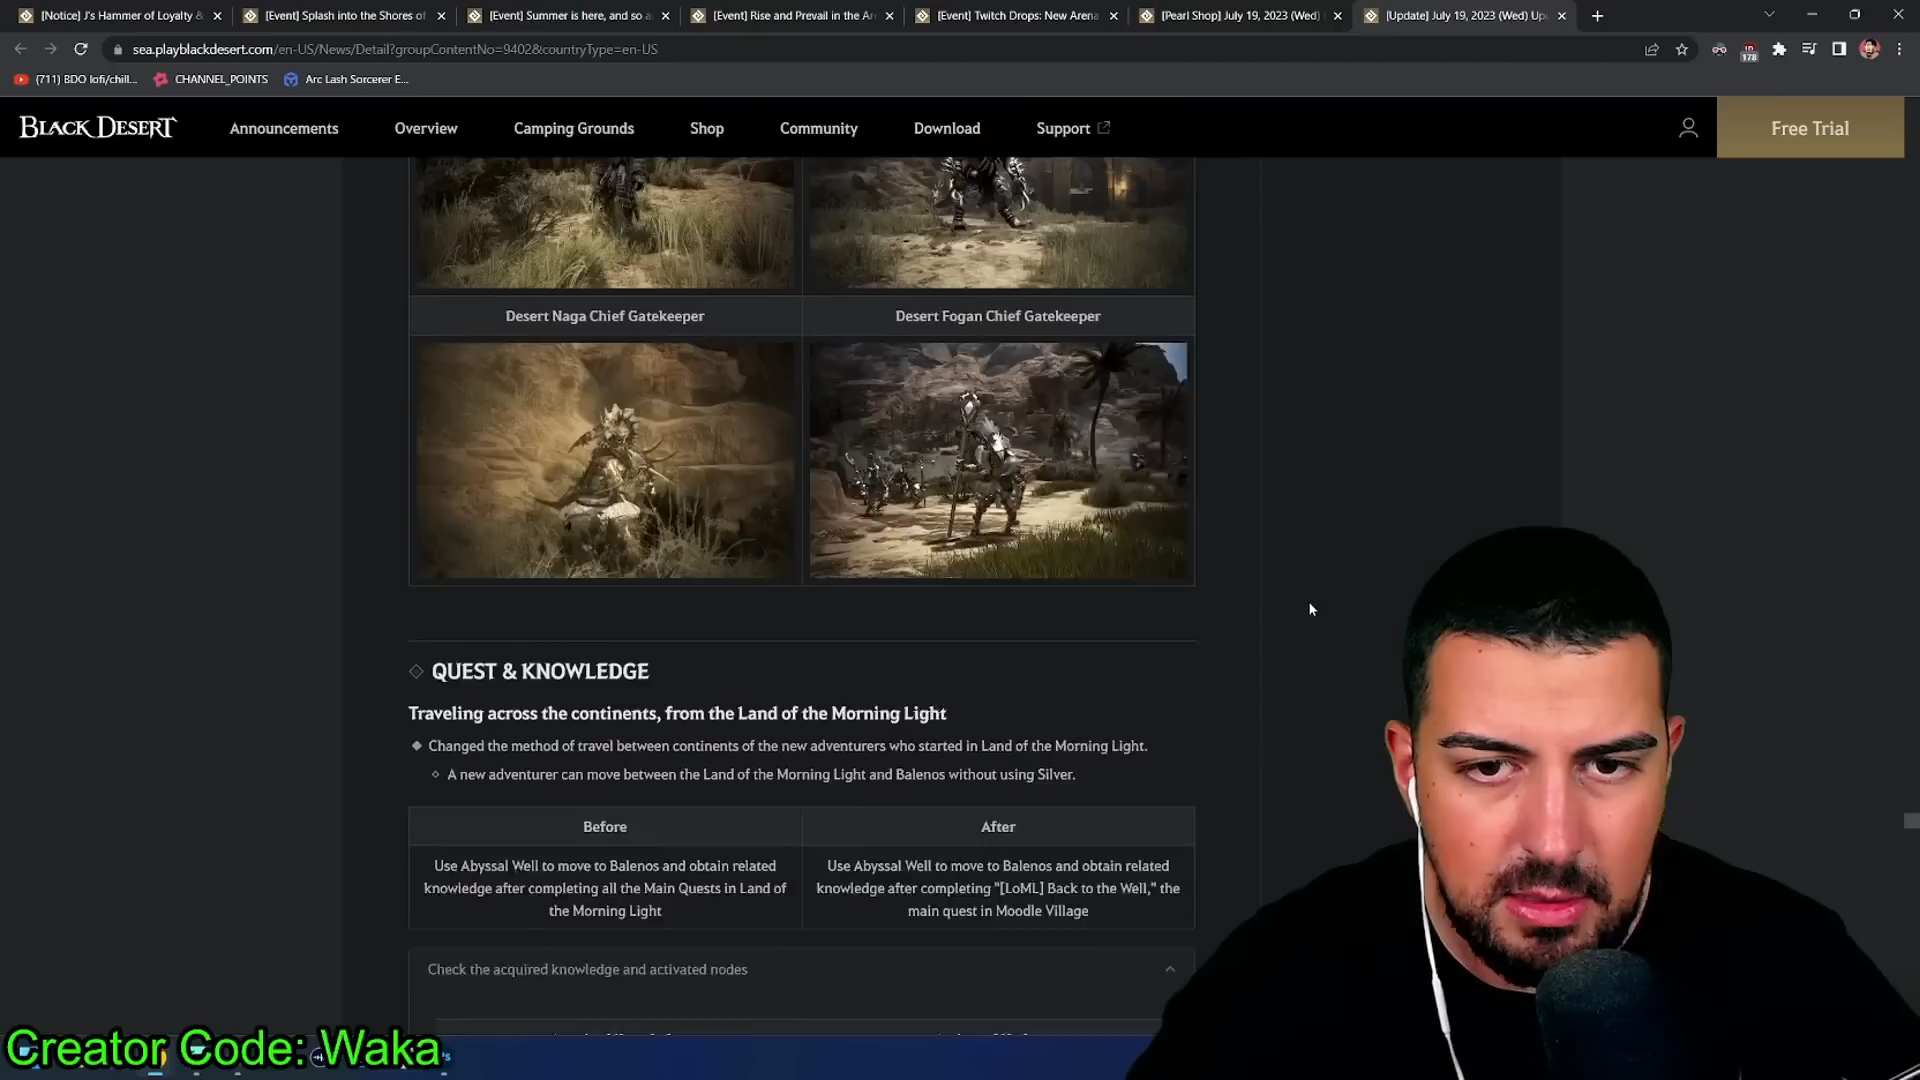 [Notice] J's Hammer of Loyalty &
[Event] Splash into the Shores of
[Event] Summer is here, and so a
[Event] Rise and Prevail in the Ar
[Event] Twitch Drops: New Arena
[Pearl Shop] July 19, 2023 (Wed)
[Update] July 19, 2023 (Wed) Up
sea.playblackdesert.com/en-US/News/Detail?groupContentNo=9402&countryType=en-US
178
(711) BDO lofi/chill...
CHANNEL_POINTS
Arc Lash Sorcerer E...
BLACK DESERT
Announcements
Overview
Camping Grounds
Shop
Community
Download
Support
Free Trial
Desert Naga Chief Gatekeeper
Desert Fogan Chief Gatekeeper
QUEST & KNOWLEDGE
Traveling across the continents, from the Land of the Morning Light
Changed the method of travel between continents of the new adventurers who started in Land of the Morning Light.
A new adventurer can move between the Land of the Morning Light and Balenos without using Silver.
Before
After
Use Abyssal Well to move to Balenos and obtain related
knowledge after completing all the Main Quests in Land of
the Morning Light
Use Abyssal Well to move to Balenos and obtain related
knowledge after completing "[LoML] Back to the Well," the
main quest in Moodle Village
Check the acquired knowledge and activated nodes
Creator Code: Waka